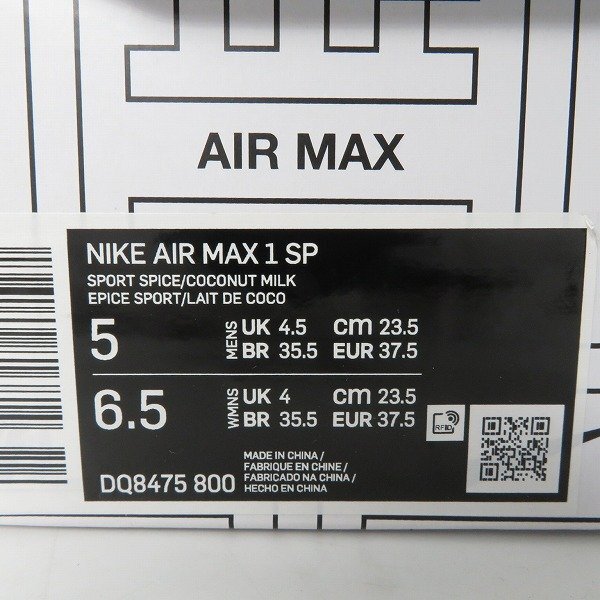 AIR MAX
NIKE AIR MAX 1 SP
SPORT SPICE/COCONUT MILK
EPICE SPORT/LAIT DE COCO
5 MENS UK 4.5 cm 23.5
BR 35.5 EUR 37.5
6.5 WMNS UK 4 cm 23.5
BR 35.5 EUR 37.5
RFID
DQ8475 800
MADE IN CHINA/
FABRIQUE EN CHINE/
FABRICADO NA CHINA/
HECHO EN CHINA